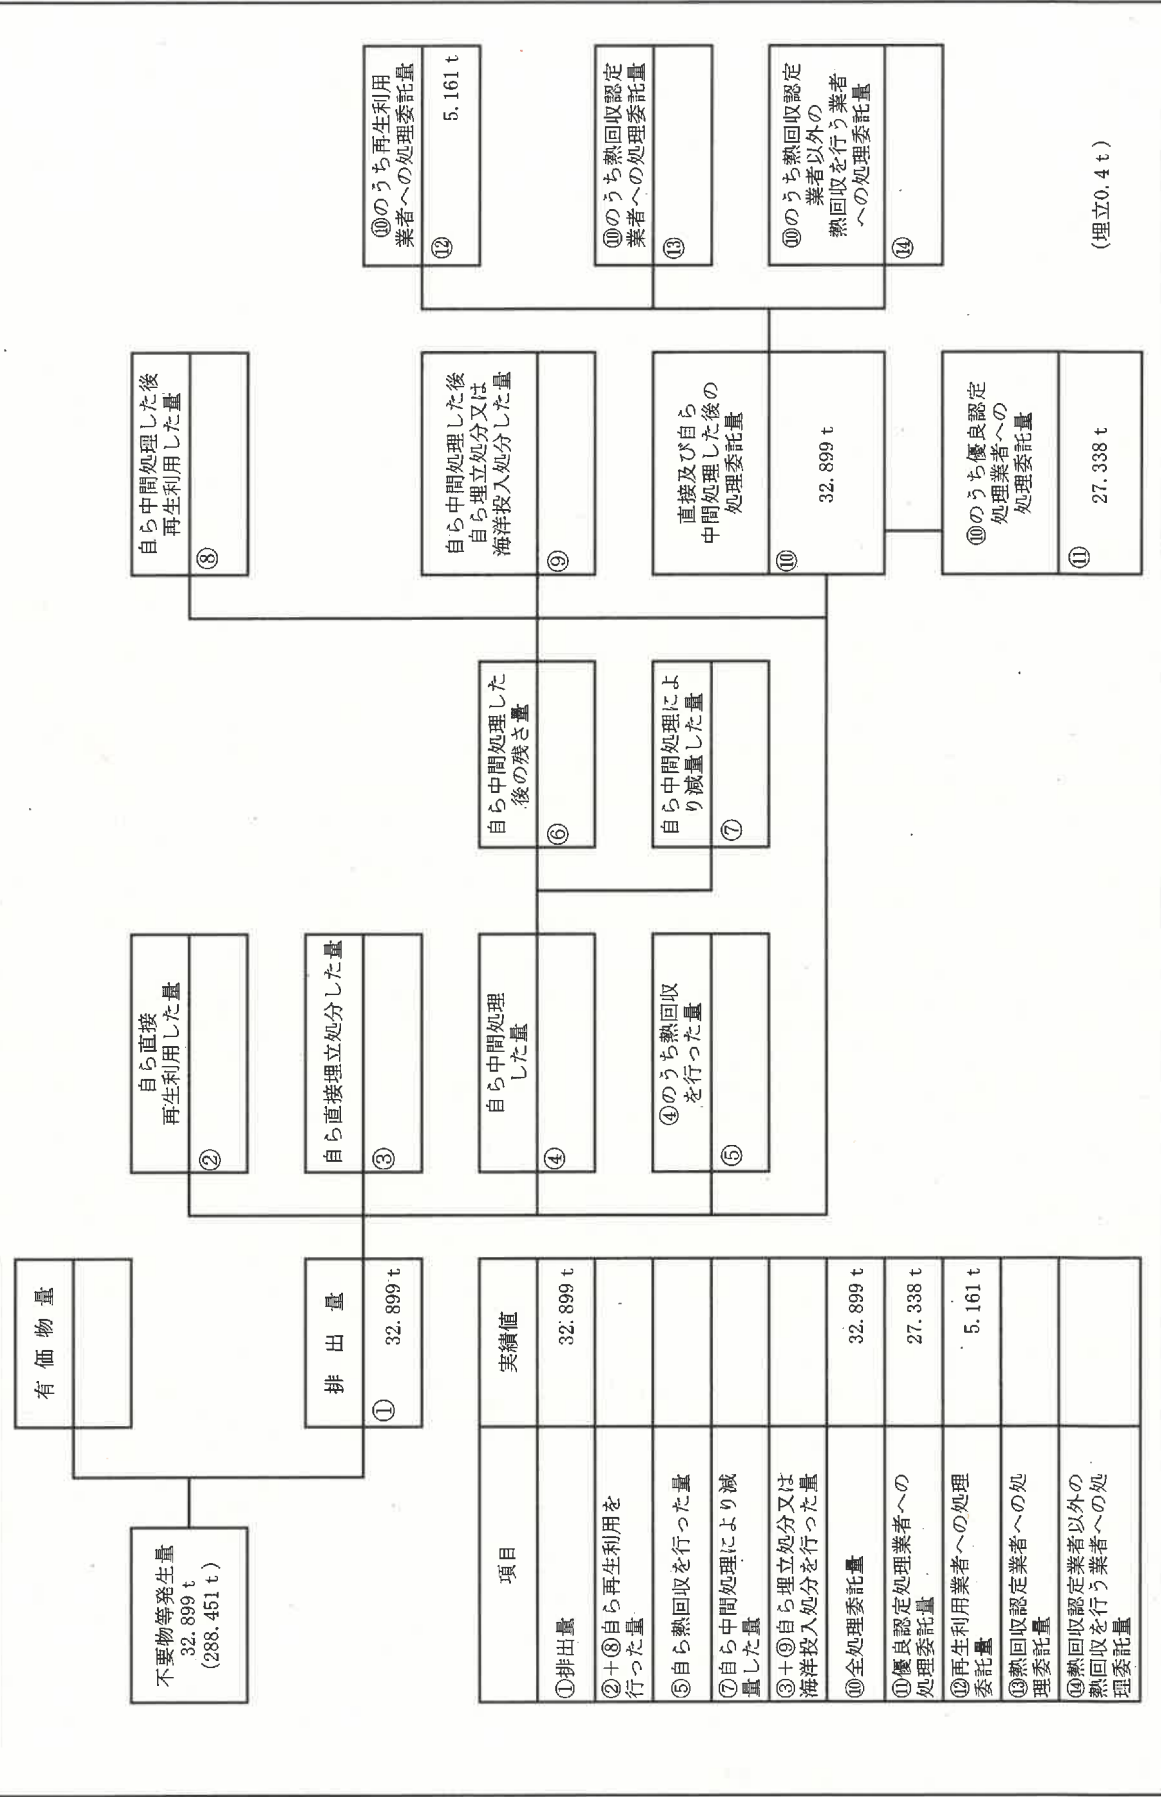 不要物等発生量
32.899 t
(288.451 t)
有 価 物 量
排 出 量
①
32.899 t
自ら直接
再生利用した量
②
自ら直接埋立処分した量
③
自ら中間処理
した量
④
④のうち熱回収
を行った量
⑤
自ら中間処理した
後の残さ量
⑥
自ら中間処理によ
り減量した量
⑦
自ら中間処理した後
再生利用した量
⑧
自ら中間処理した後
自ら埋立処分又は
海洋投入処分した量
⑨
直接及び自ら
中間処理した後の
処理委託量
⑩
32.899 t
⑩のうち優良認定
処理業者への
処理委託量
⑪
27.338 t
⑩のうち再生利用
業者への処理委託量
⑫
5.161 t
⑩のうち熱回収認定
業者への処理委託量
⑬
⑩のうち熱回収認定
業者以外の
熱回収を行う業者
への処理委託量
⑭
(埋立0.4 t)
項目 実績値
①排出量 32.899 t
②+⑧自ら再生利用を
行った量
⑤自ら熱回収を行った量
⑦自ら中間処理により減
量した量
③+⑨自ら埋立処分又は
海洋投入処分を行った量
⑩全処理委託量 32.899 t
⑪優良認定処理業者への
処理委託量 27.338 t
⑫再生利用業者への処理
委託量 5.161 t
⑬熱回収認定業者への処
理委託量
⑭熱回収認定業者以外の
熱回収を行う業者への処
理委託量